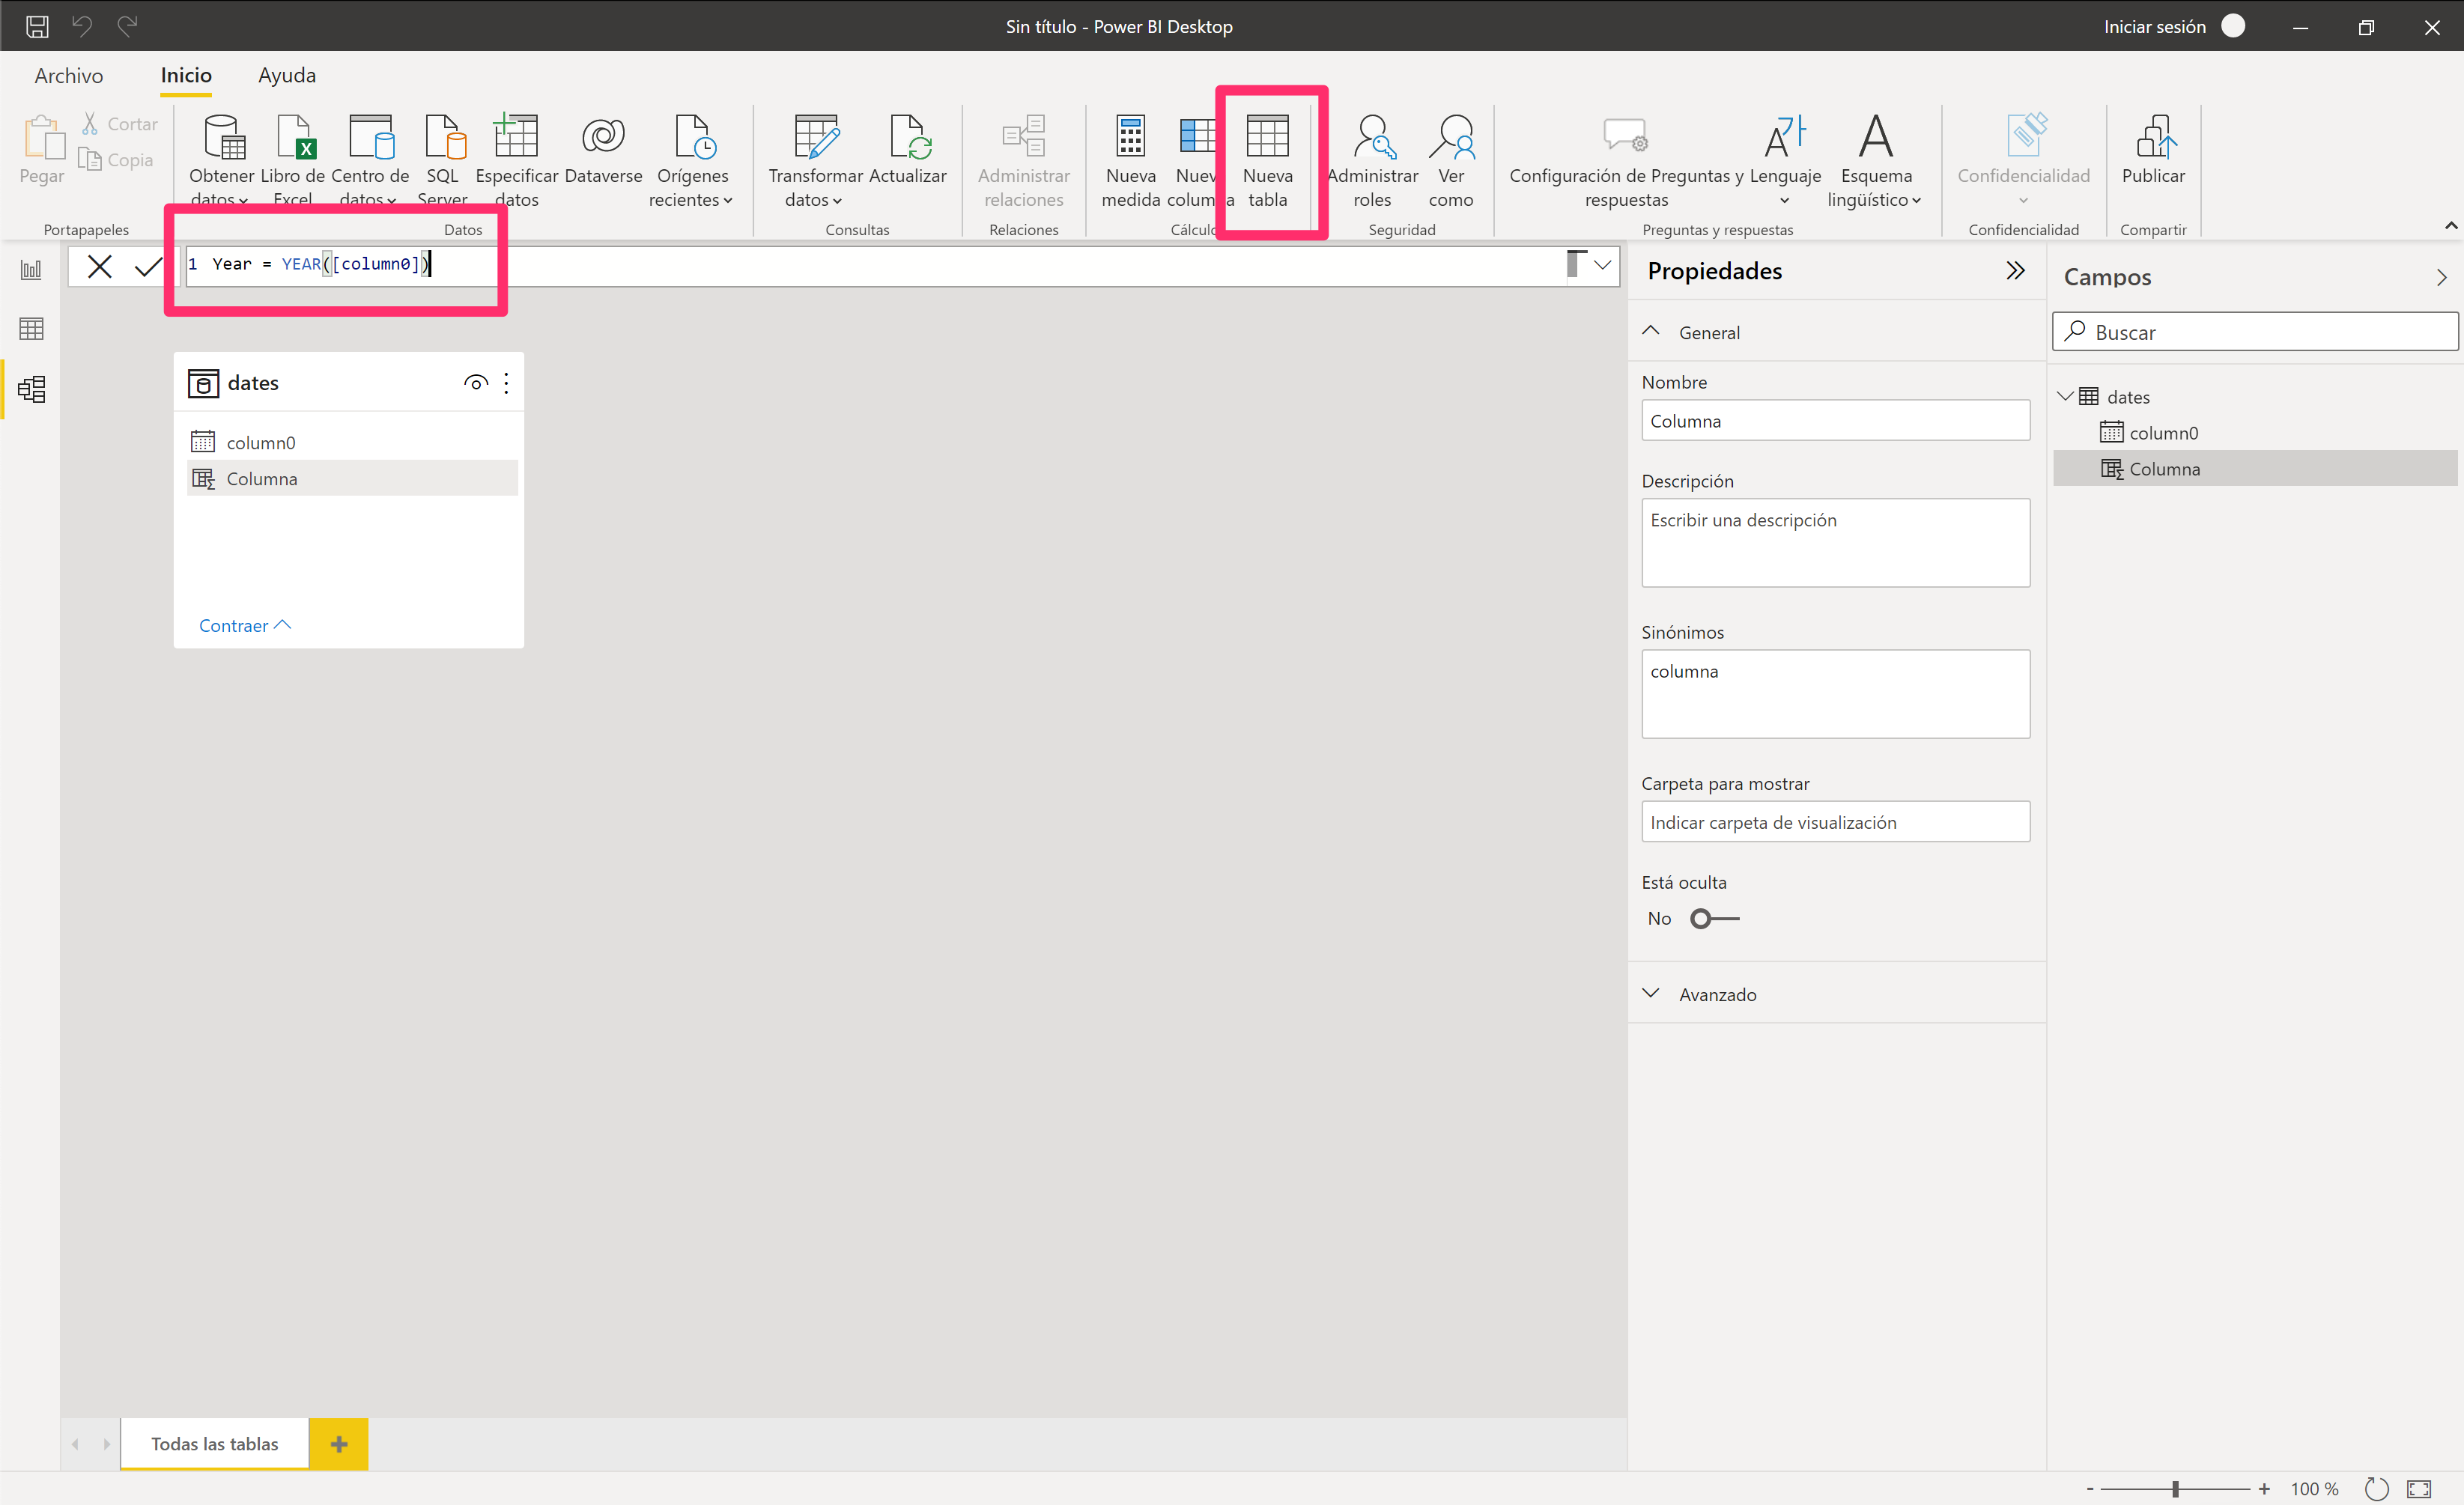 Sin título - Power BI Desktop
Iniciar sesión
Archivo
Inicio
Ayuda
Pegar
Cortar
Copia
Portapapeles
Obtener datos
Libro de Excel
Centro de datos
SQL Server
Especificar datos
Dataverse
Orígenes recientes
Datos
Transformar datos
Actualizar
Consultas
Administrar relaciones
Relaciones
Nueva medida
columna
Nueva tabla
Administrar roles
Ver como
Seguridad
Configuración de Preguntas y respuestas
Lenguaje
Esquema lingüístico
Preguntas y respuestas
Confidencialidad
Confidencialidad
Publicar
Compartir
1 Year = YEAR([column0])
dates
column0
Columna
Contraer
Propiedades
General
Nombre
Columna
Descripción
Escribir una descripción
Sinónimos
columna
Carpeta para mostrar
Indicar carpeta de visualización
Está oculta
No
Avanzado
Campos
Buscar
dates
column0
Columna
Todas las tablas
- + 100 %